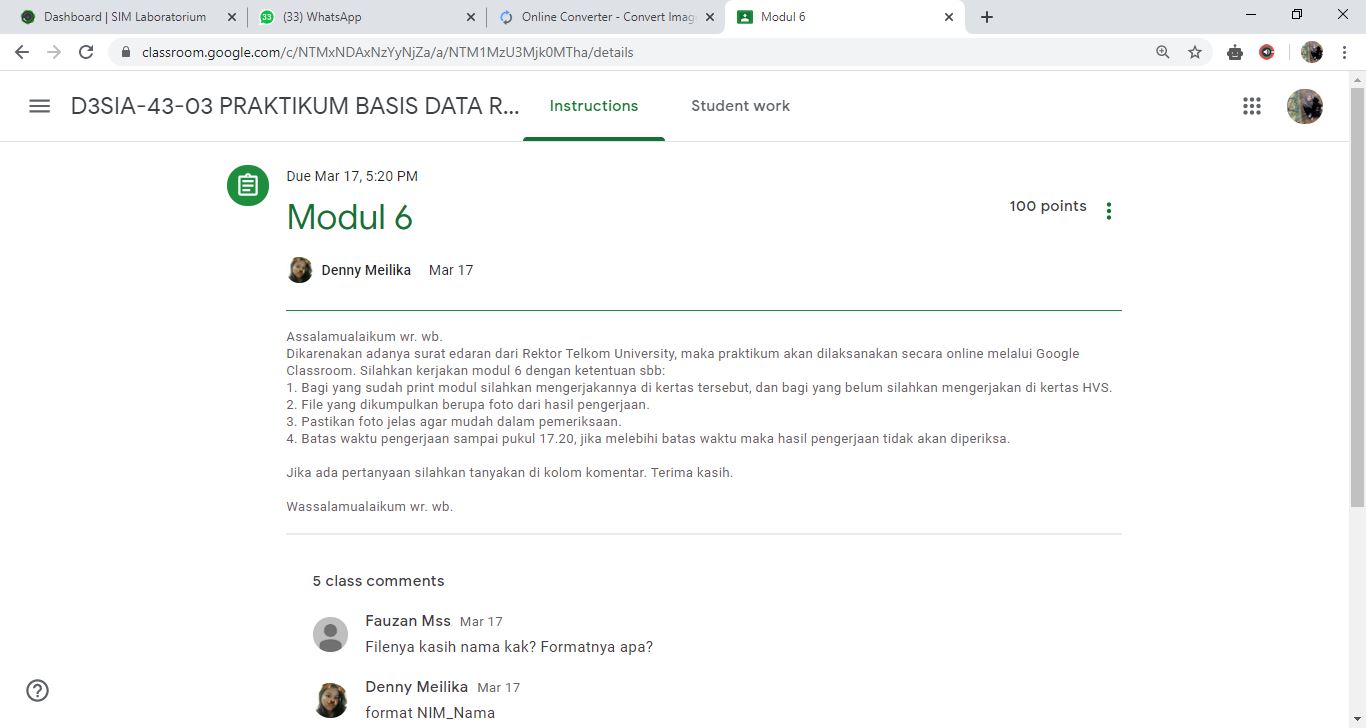 Dashboard | SIM Laboratorium
33
(33) WhatsApp
Online Converter - Convert Imag
Modul 6
classroom.google.com/c/NTMxNDAxNzYyNjZa/a/NTM1MzU3Mjk0MTha/details
D3SIA-43-03 PRAKTIKUM BASIS DATA R...
Instructions
Student work
Due Mar 17, 5:20 PM
Modul 6
100 points
Denny Meilika Mar 17
Assalamualaikum wr. wb.
Dikarenakan adanya surat edaran dari Rektor Telkom University, maka praktikum akan dilaksanakan secara online melalui Google
Classroom. Silahkan kerjakan modul 6 dengan ketentuan sbb:
1. Bagi yang sudah print modul silahkan mengerjakannya di kertas tersebut, dan bagi yang belum silahkan mengerjakan di kertas HVS.
2. File yang dikumpulkan berupa foto dari hasil pengerjaan.
3. Pastikan foto jelas agar mudah dalam pemeriksaan.
4. Batas waktu pengerjaan sampai pukul 17.20, jika melebihi batas waktu maka hasil pengerjaan tidak akan diperiksa.
Jika ada pertanyaan silahkan tanyakan di kolom komentar. Terima kasih.
Wassalamualaikum wr. wb.
5 class comments
Fauzan Mss Mar 17
Filenya kasih nama kak? Formatnya apa?
Denny Meilika Mar 17
format NIM_Nama